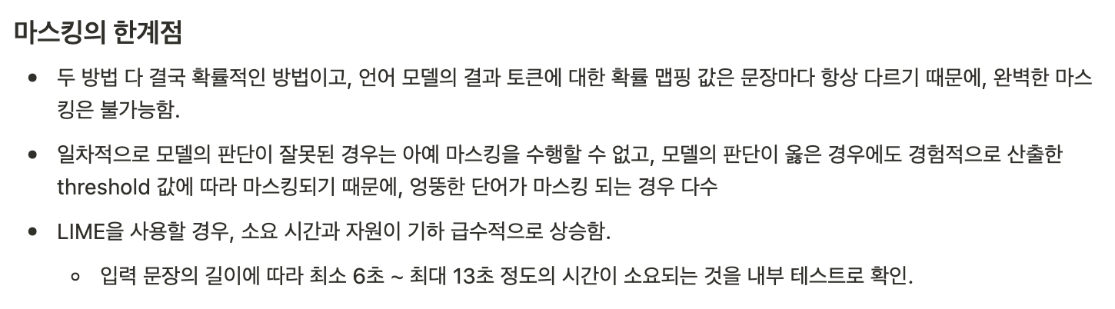 마스킹의 한계점
• 두 방법 다 결국 확률적인 방법이고, 언어 모델의 결과 토큰에 대한 확률 맵핑 값은 문장마다 항상 다르기 때문에, 완벽한 마스
킹은 불가능함.
• 일차적으로 모델의 판단이 잘못된 경우는 아예 마스킹을 수행할 수 없고, 모델의 판단이 옳은 경우에도 경험적으로 산출한
threshold 값에 따라 마스킹되기 때문에, 엉뚱한 단어가 마스킹 되는 경우 다수
• LIME을 사용할 경우, 소요 시간과 자원이 기하 급수적으로 상승함.
◦ 입력 문장의 길이에 따라 최소 6초 ~ 최대 13초 정도의 시간이 소요되는 것을 내부 테스트로 확인.